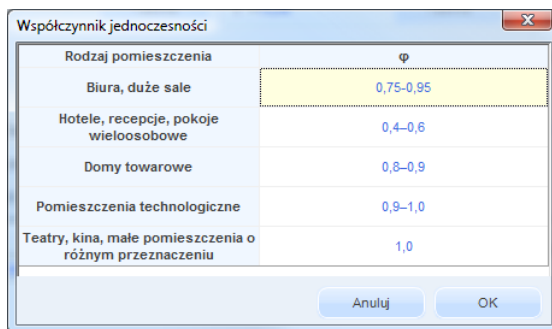 Współczynnik jednoczesności
Rodzaj pomieszczenia φ
Biura, duże sale 0,75-0,95
Hotele, recepcje, pokoje
wieloosobowe 0,4–0,6
Domy towarowe 0,8–0,9
Pomieszczenia technologiczne 0,9–1,0
Teatry, kina, małe pomieszczenia o
różnym przeznaczeniu 1,0
Anuluj OK